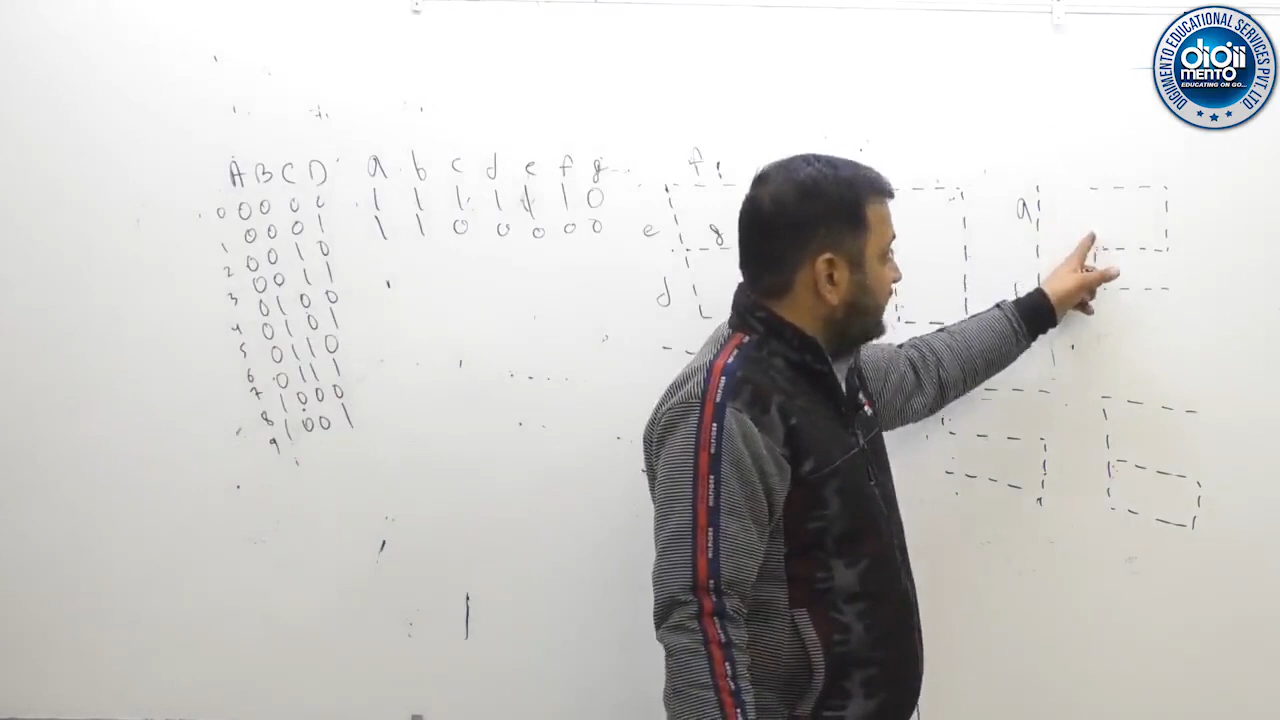 DIGIIMENTO EDUCATIONAL SERVICES PVT. LTD.
digii
MENTO
EDUCATING ON GO...
A B C D a b c d e f g
0 0 0 0 0 1 1 1 1 1 1 0
1 0 0 0 1 1 1 0 0 0 0 0
2 0 0 1 0
3 0 0 1 1
4 0 1 0 0
5 0 1 0 1
6 0 1 1 0
7 0 1 1 1
8 1 0 0 0
9 1 0 0 1
f
a
e g
d